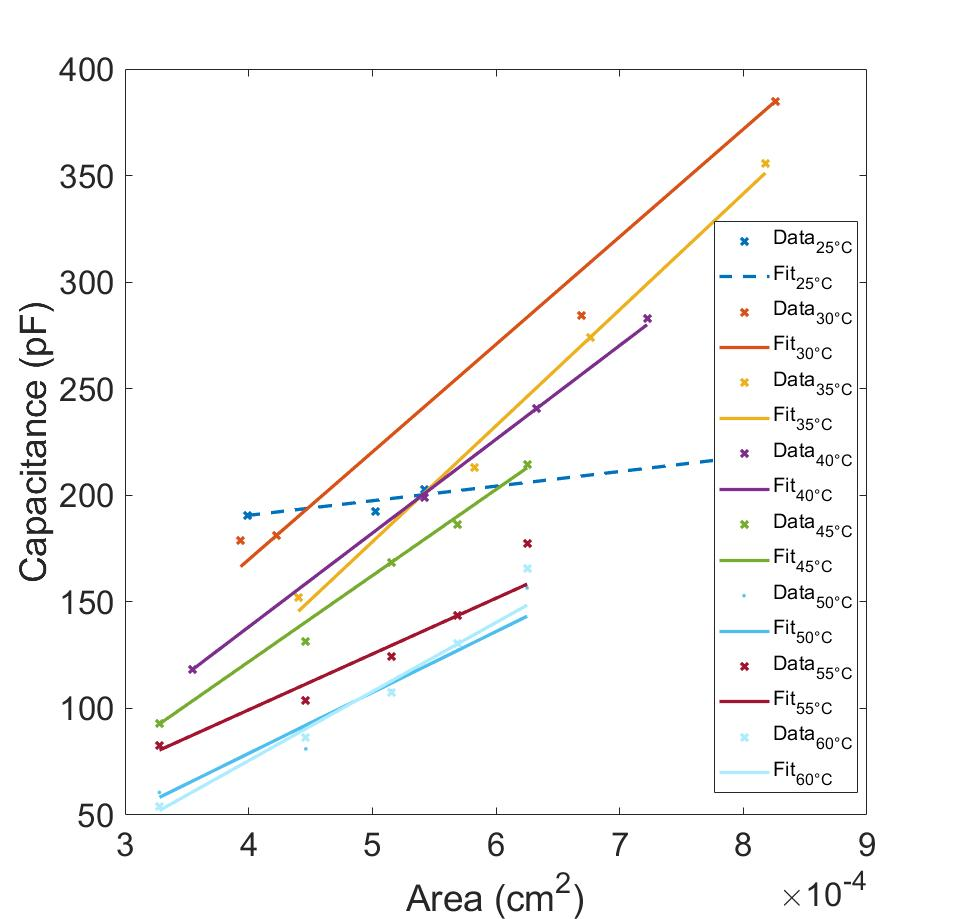 400
350
300
250
200
150
100
50
Capacitance (pF)
3 4 5 6 7 8 9
×10⁻⁴
Area (cm²)
Data25°C
Fit25°C
Data30°C
Fit30°C
Data35°C
Fit35°C
Data40°C
Fit40°C
Data45°C
Fit45°C
Data50°C
Fit50°C
Data55°C
Fit55°C
Data60°C
Fit60°C